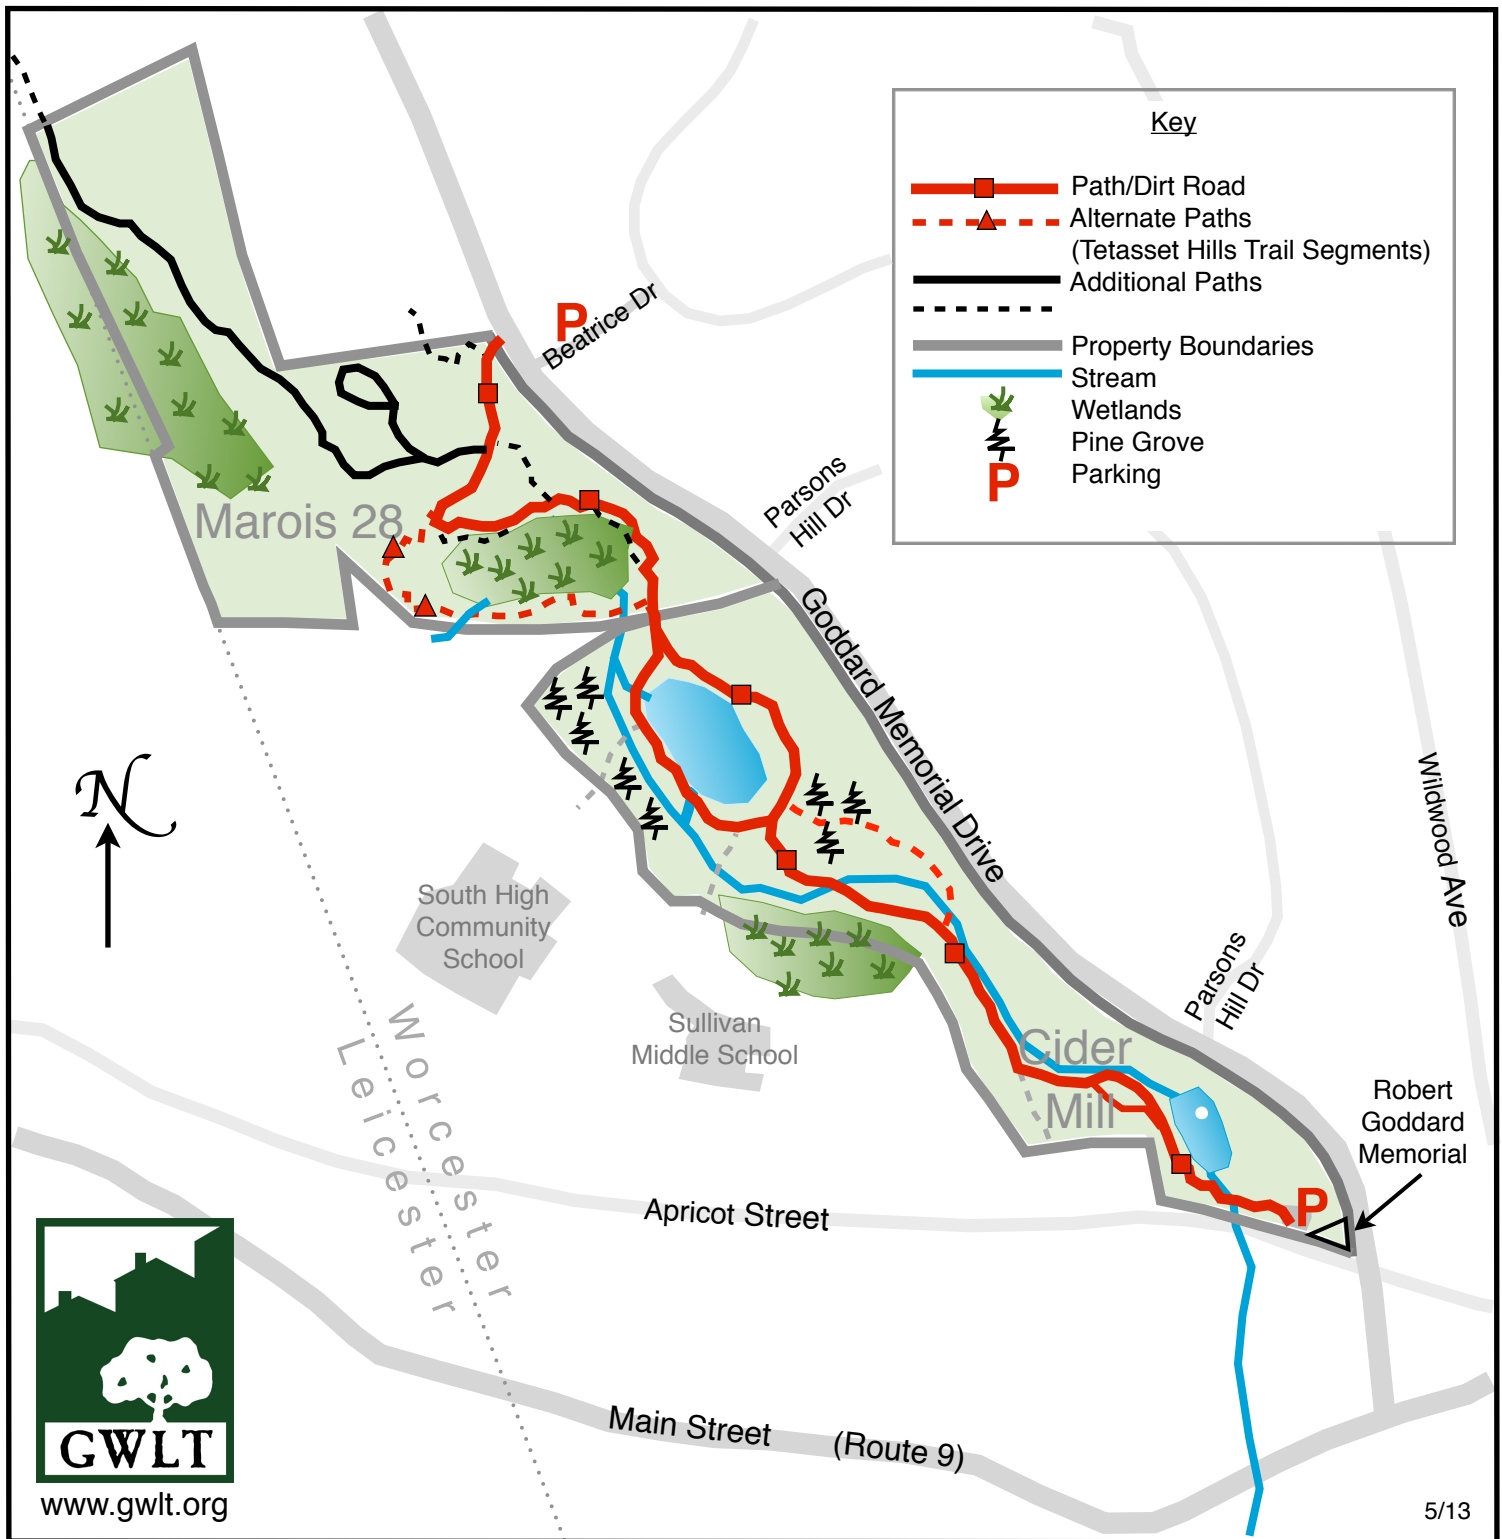 Key
Path/Dirt Road
Alternate Paths
(Tetasset Hills Trail Segments)
Additional Paths
Property Boundaries
Stream
Wetlands
Pine Grove
P
Parking
P
Beatrice Dr
Parsons
Hill Dr
Marois 28
Goddard Memorial Drive
Wildwood Ave
N
South High
Community
School
Sullivan
Middle School
Parsons
Hill Dr
Cider
Mill
Robert
Goddard
Memorial
P
Worcester
Leicester
Apricot Street
Main Street (Route 9)
GWLT
www.gwlt.org
5/13